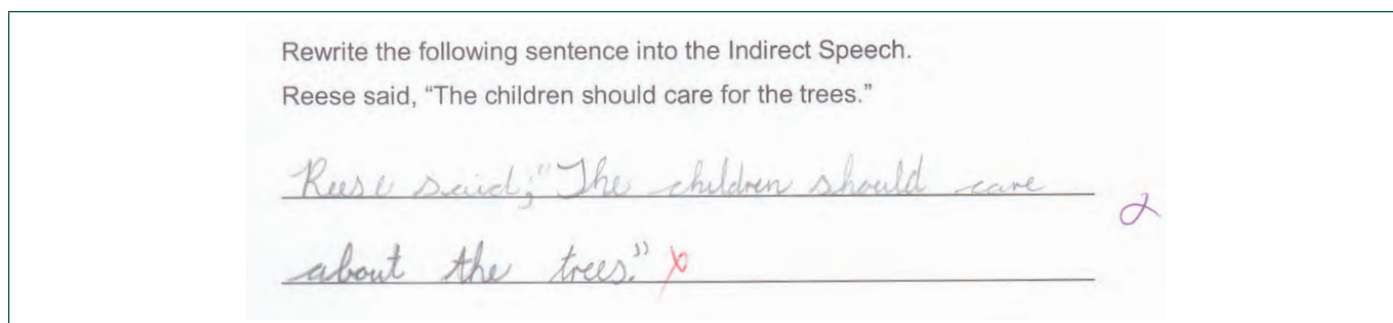 Rewrite the following sentence into the Indirect Speech.
Reese said, “The children should care for the trees.”
Reese said, "The children should care
about the trees."